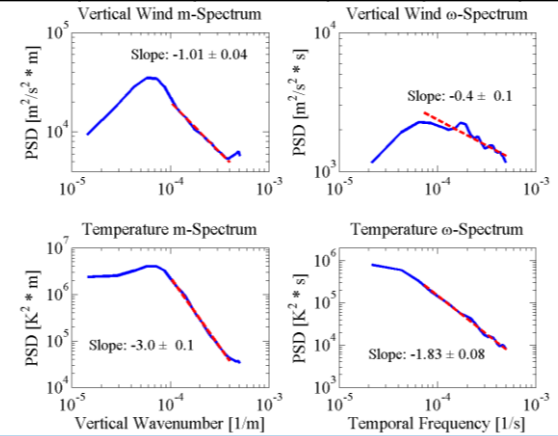 Vertical Wind m-Spectrum
Vertical Wind ω-Spectrum
10^5
10^4
10^4
10^3
PSD [m^2/s^2 * m]
Slope: -1.01 ± 0.04
PSD [m^2/s^2 * s]
Slope: -0.4 ± 0.1
10^-5
10^-4
10^-3
10^-5
10^-4
10^-3
Temperature m-Spectrum
Temperature ω-Spectrum
10^7
10^6
10^5
10^4
PSD [K^2 * m]
Slope: -3.0 ± 0.1
10^6
10^5
10^4
10^3
PSD [K^2 * s]
Slope: -1.83 ± 0.08
10^-5
10^-4
10^-3
10^-5
10^-4
10^-3
Vertical Wavenumber [1/m]
Temporal Frequency [1/s]